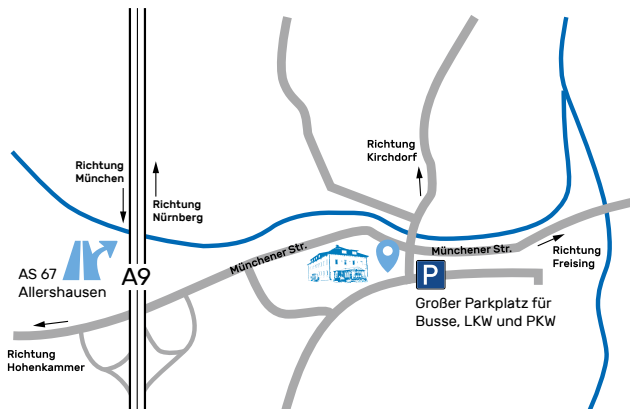 Richtung
Kirchdorf
Richtung
München
Richtung
Nürnberg
Münchener Str.
Münchener Str.
Richtung
Freising
AS 67
Allershausen
A9
P
Großer Parkplatz für
Busse, LKW und PKW
Richtung
Hohenkammer